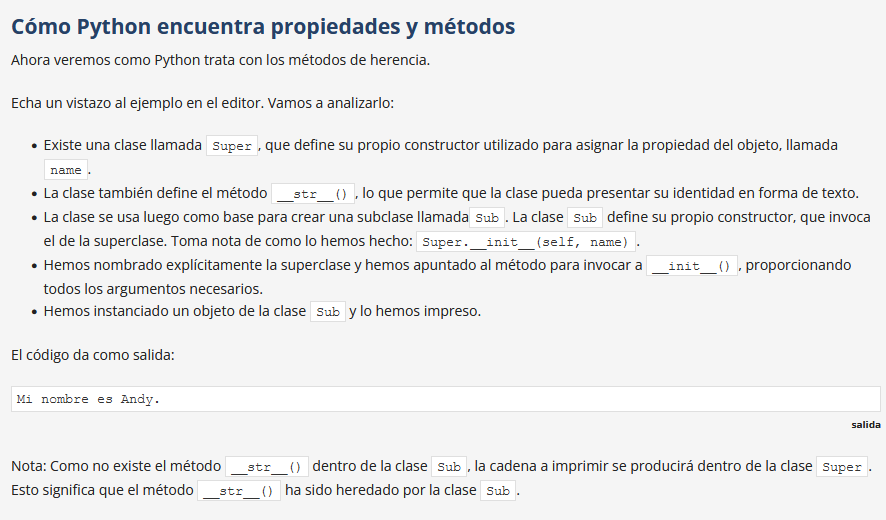 Cómo Python encuentra propiedades y métodos
Ahora veremos como Python trata con los métodos de herencia.
Echa un vistazo al ejemplo en el editor. Vamos a analizarlo:
• Existe una clase llamada Super, que define su propio constructor utilizado para asignar la propiedad del objeto, llamada
name.
• La clase también define el método __str__(), lo que permite que la clase pueda presentar su identidad en forma de texto.
• La clase se usa luego como base para crear una subclase llamada Sub. La clase Sub define su propio constructor, que invoca
el de la superclase. Toma nota de como lo hemos hecho: Super.__init__(self, name).
• Hemos nombrado explícitamente la superclase y hemos apuntado al método para invocar a __init__(), proporcionando
todos los argumentos necesarios.
• Hemos instanciado un objeto de la clase Sub y lo hemos impreso.
El código da como salida:
Mi nombre es Andy.
salida
Nota: Como no existe el método __str__() dentro de la clase Sub, la cadena a imprimir se producirá dentro de la clase Super.
Esto significa que el método __str__() ha sido heredado por la clase Sub.